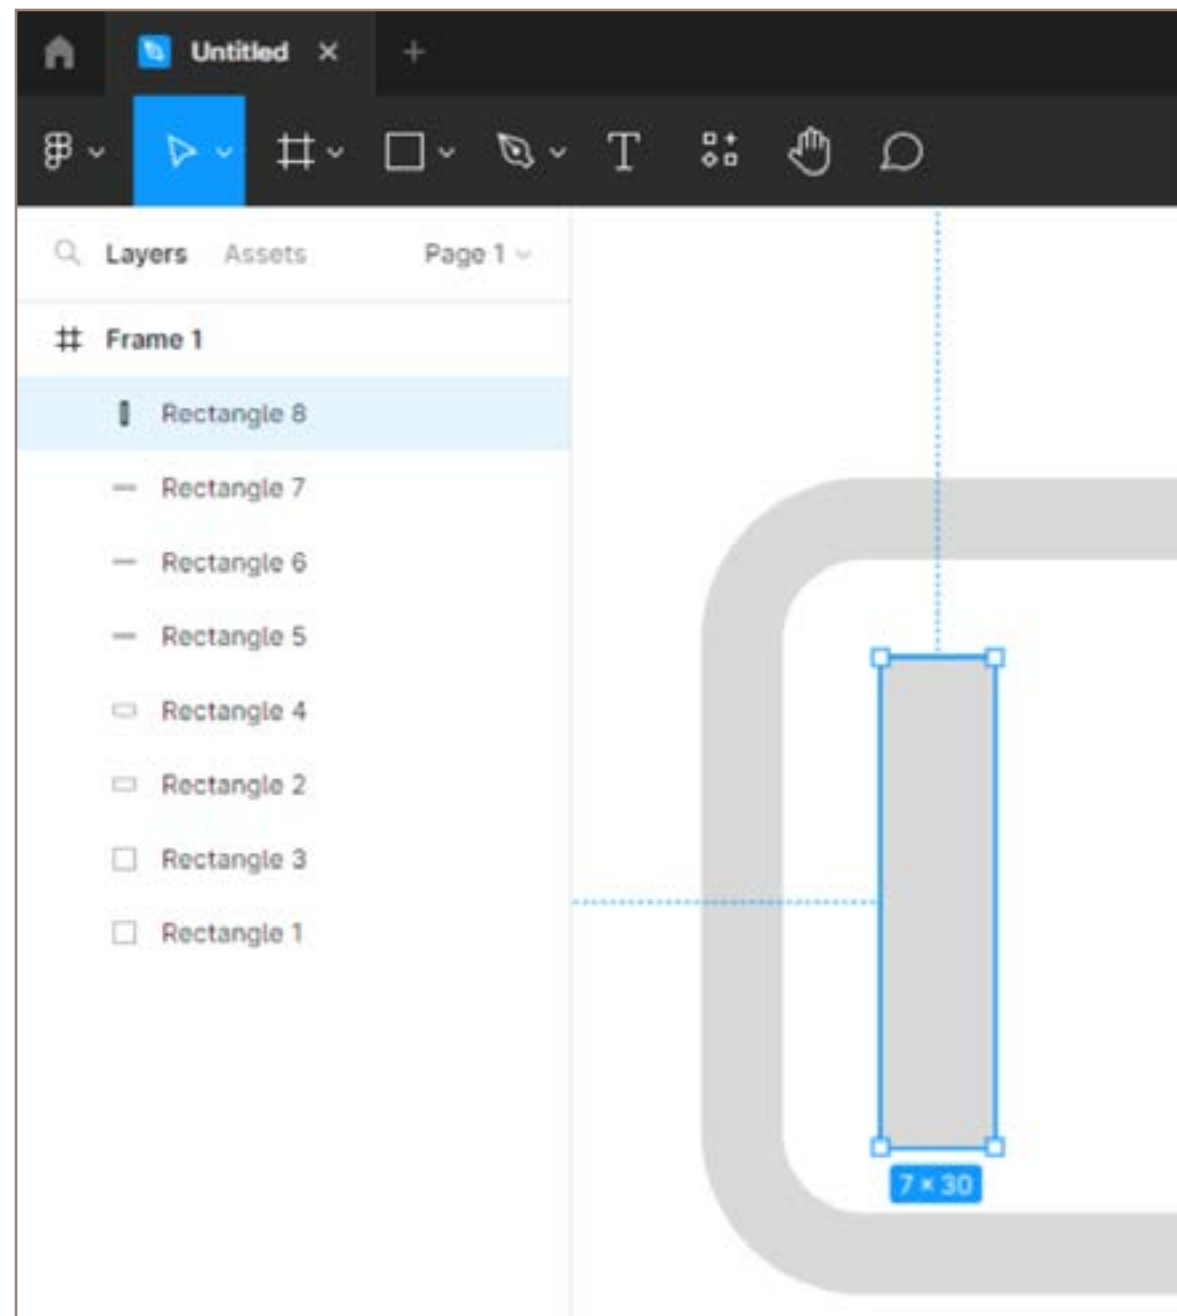 Untitled
T
Layers Assets Page 1
Frame 1
Rectangle 8
Rectangle 7
Rectangle 6
Rectangle 5
Rectangle 4
Rectangle 2
Rectangle 3
Rectangle 1
7 × 30